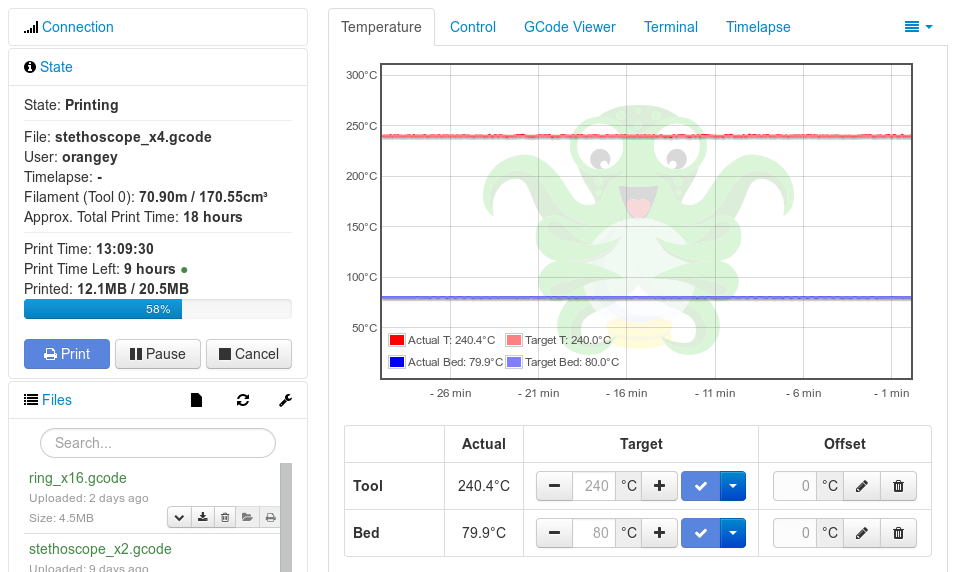 Connection
State
State: Printing
File: stethoscope_x4.gcode
User: orangey
Timelapse: -
Filament (Tool 0): 70.90m / 170.55cm³
Approx. Total Print Time: 18 hours
Print Time: 13:09:30
Print Time Left: 9 hours
Printed: 12.1MB / 20.5MB
58%
Print Pause Cancel
Files
Search...
ring_x16.gcode
Uploaded: 2 days ago
Size: 4.5MB
stethoscope_x2.gcode
Uploaded: 9 days ago
Temperature Control GCode Viewer Terminal Timelapse
300°C
250°C
200°C
150°C
100°C
50°C
Actual T: 240.4°C Target T: 240.0°C
Actual Bed: 79.9°C Target Bed: 80.0°C
- 26 min - 21 min - 16 min - 11 min - 6 min - 1 min
Actual Target Offset
Tool 240.4°C 240 °C 0 °C
Bed 79.9°C 80 °C 0 °C